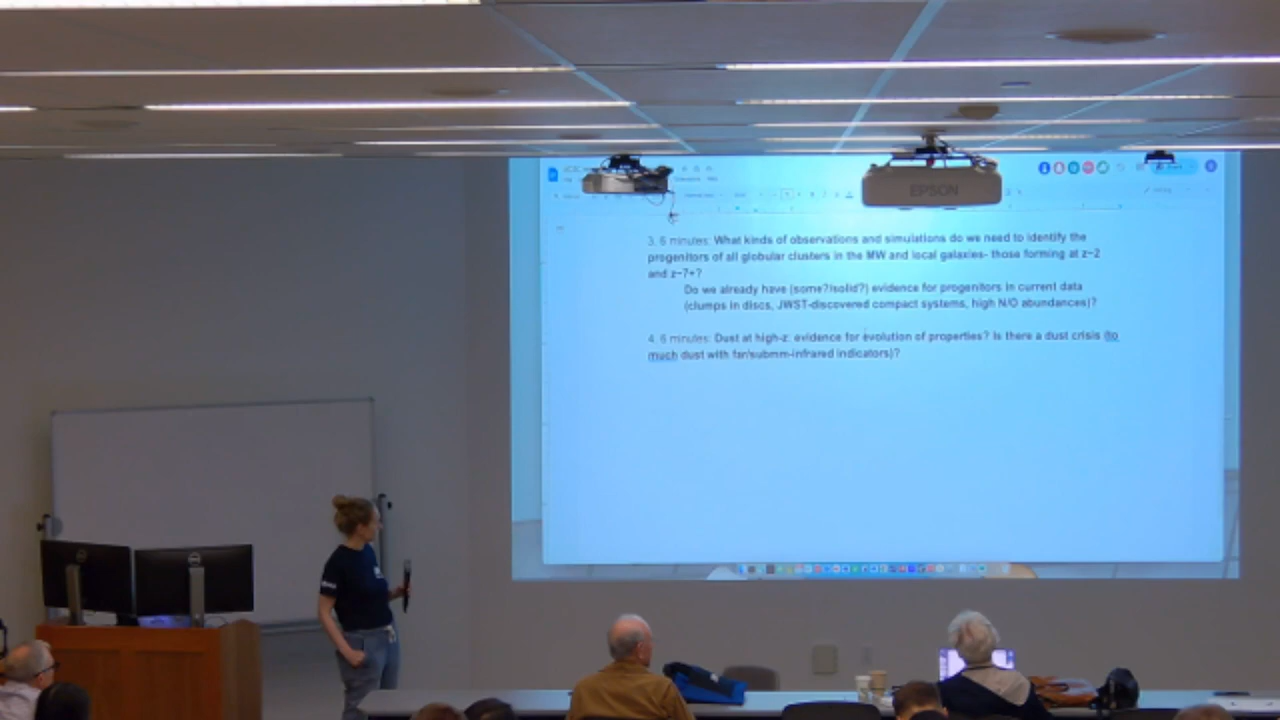 EPSON
3. 6 minutes: What kinds of observations and simulations do we need to identify the
progenitors of all globular clusters in the MW and local galaxies- those forming at z~2
and z~7+?
Do we already have (some?/solid?) evidence for progenitors in current data
(clumps in discs, JWST-discovered compact systems, high N/O abundances)?
4. 6 minutes: Dust at high-z: evidence for evolution of properties? Is there a dust crisis (to
much dust with far/submm-infrared indicators)?